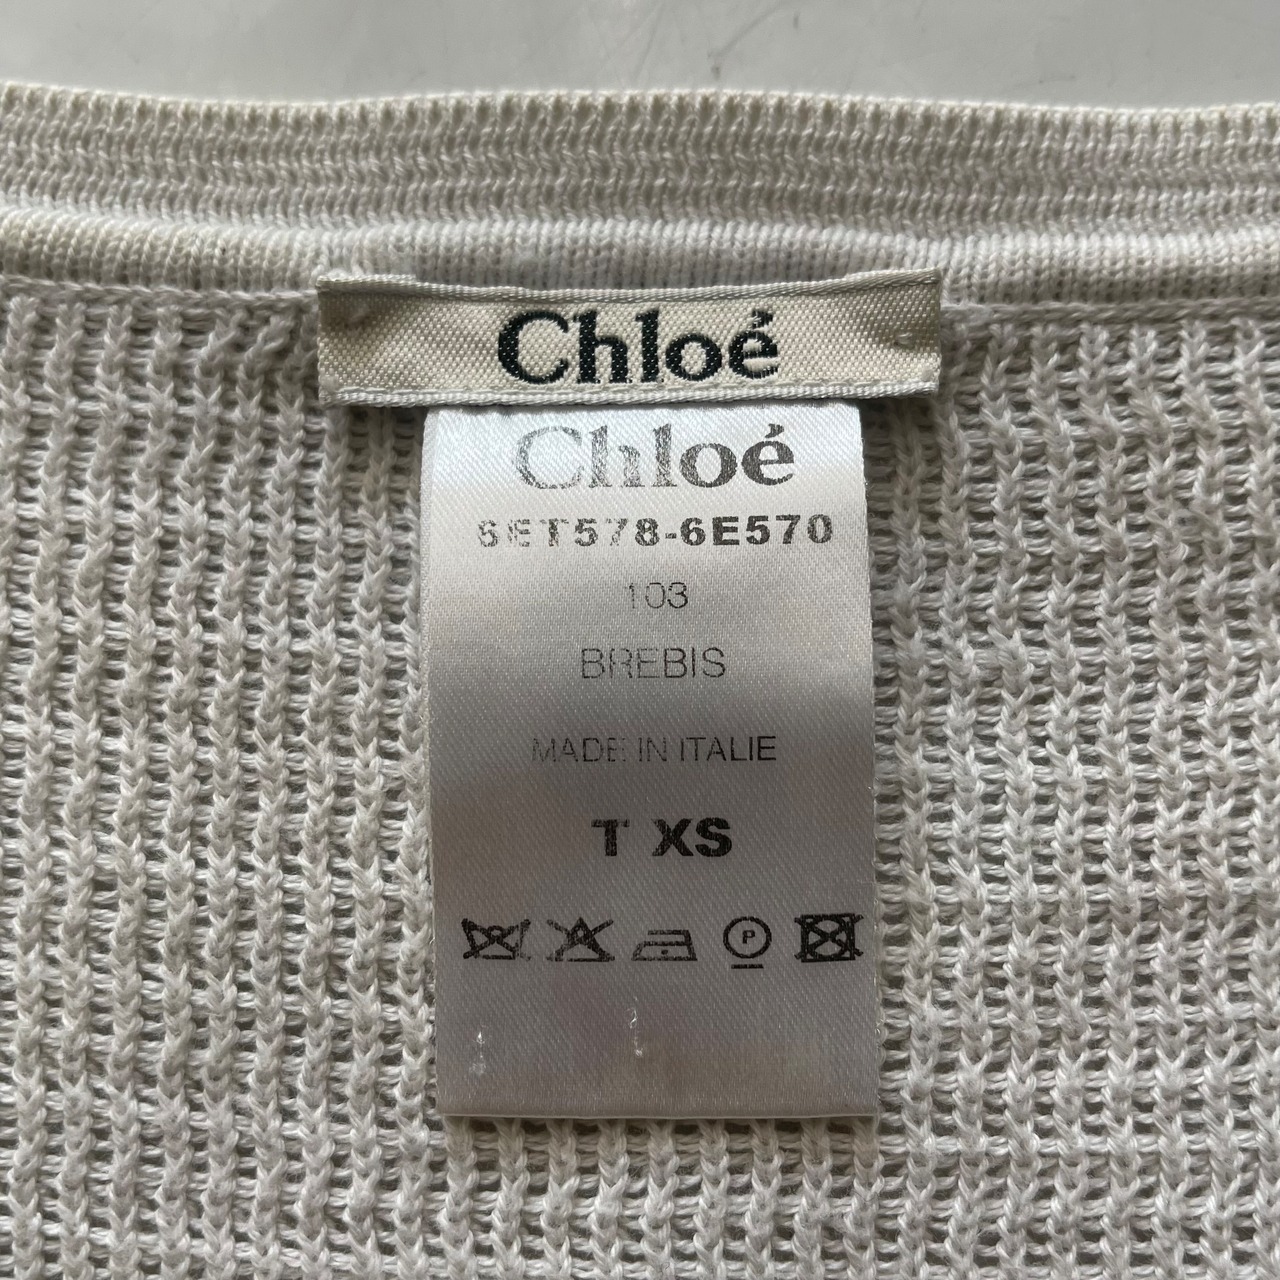 Chloé
Chloé
6ET578-6E570
103
BREBIS
MADE IN ITALIE
T XS
P